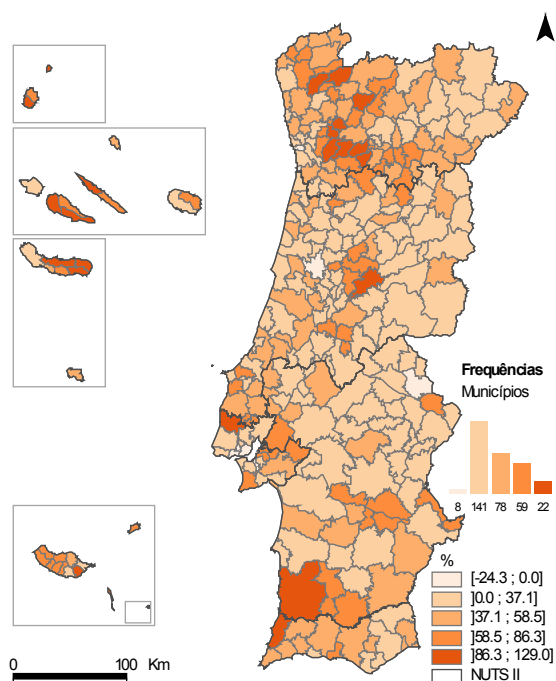 Frequências
Municípios
8 141 78 59 22
%
[-24.3 ; 0.0]
]0.0 ; 37.1]
]37.1 ; 58.5]
]58.5 ; 86.3]
]86.3 ; 129.0]
NUTS II
0 100 Km